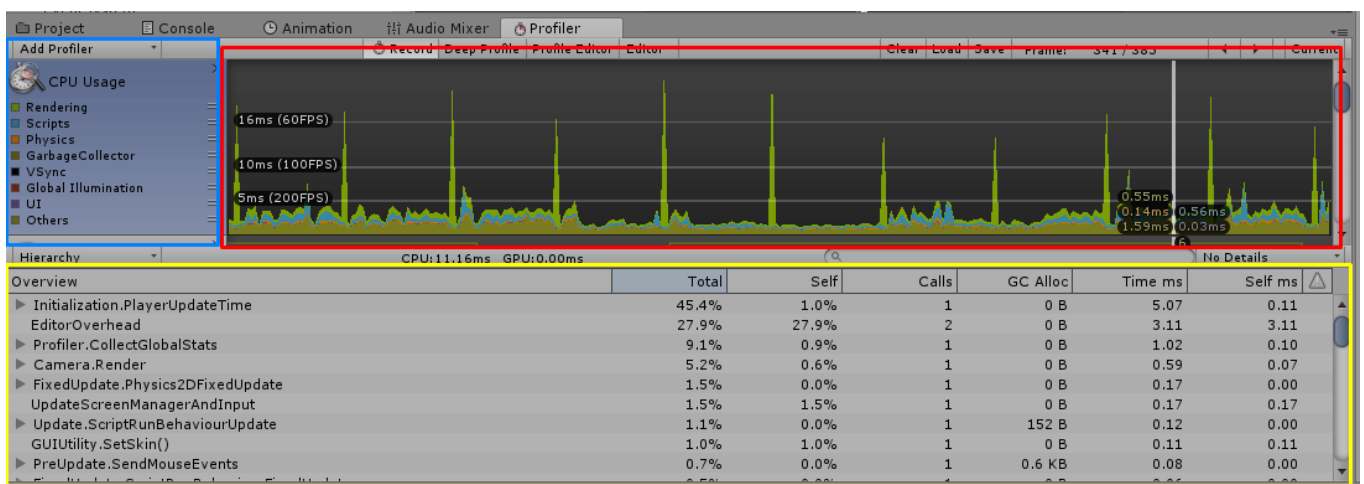 Project Console Animation Audio Mixer Profiler
Add Profiler Record Deep Profile Profile Editor Editor Clear Load Save Frame: 341 / 385 Current
CPU Usage
Rendering
Scripts
Physics
GarbageCollector
VSync
Global Illumination
UI
Others
16ms (60FPS)
10ms (100FPS)
5ms (200FPS)
0.55ms
0.14ms 0.56ms
1.59ms 0.03ms
6
Hierarchy CPU:11.16ms GPU:0.00ms No Details
Overview Total Self Calls GC Alloc Time ms Self ms
Initialization.PlayerUpdateTime 45.4% 1.0% 1 0 B 5.07 0.11
EditorOverhead 27.9% 27.9% 2 0 B 3.11 3.11
Profiler.CollectGlobalStats 9.1% 0.9% 1 0 B 1.02 0.10
Camera.Render 5.2% 0.6% 1 0 B 0.59 0.07
FixedUpdate.Physics2DFixedUpdate 1.5% 0.0% 1 0 B 0.17 0.00
UpdateScreenManagerAndInput 1.5% 1.5% 1 0 B 0.17 0.17
Update.ScriptRunBehaviourUpdate 1.1% 0.0% 1 152 B 0.12 0.00
GUIUtility.SetSkin() 1.0% 1.0% 1 0 B 0.11 0.11
PreUpdate.SendMouseEvents 0.7% 0.0% 1 0.6 KB 0.08 0.00